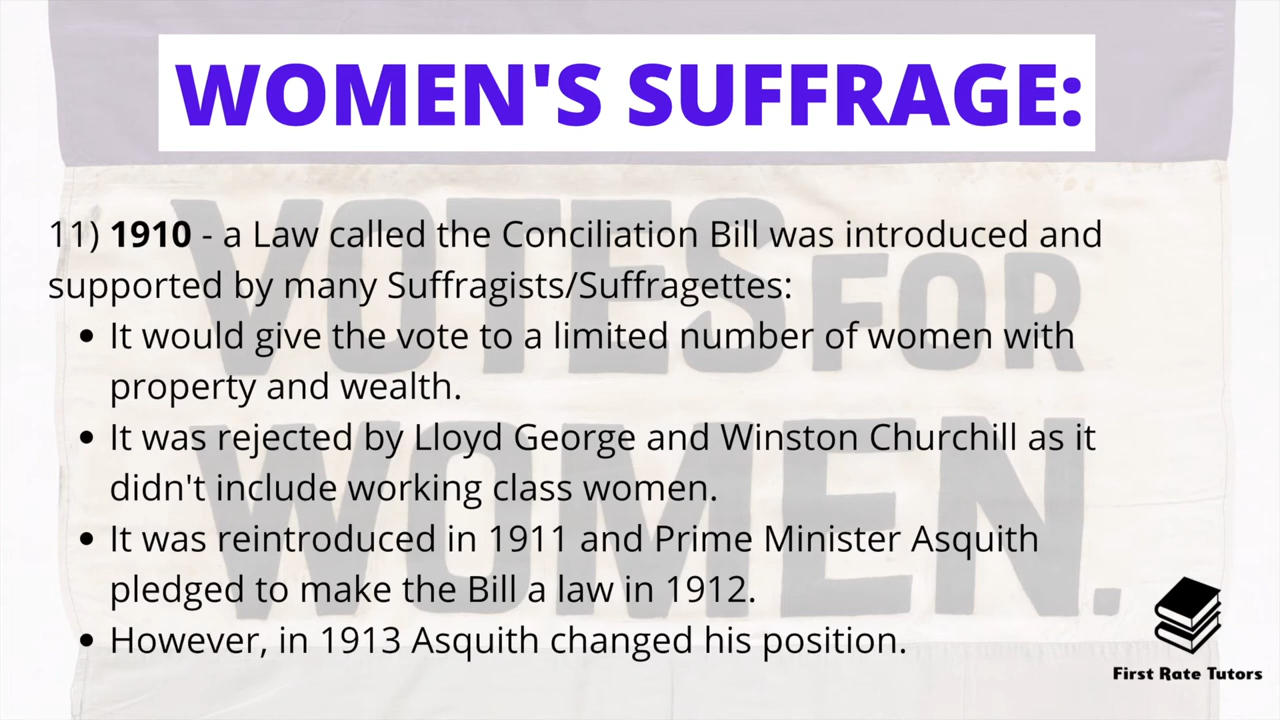 WOMEN'S SUFFRAGE:
VOTES FOR
WOMEN.
11) 1910 - a Law called the Conciliation Bill was introduced and
supported by many Suffragists/Suffragettes:
• It would give the vote to a limited number of women with
property and wealth.
• It was rejected by Lloyd George and Winston Churchill as it
didn't include working class women.
• It was reintroduced in 1911 and Prime Minister Asquith
pledged to make the Bill a law in 1912.
• However, in 1913 Asquith changed his position.
First Rate Tutors